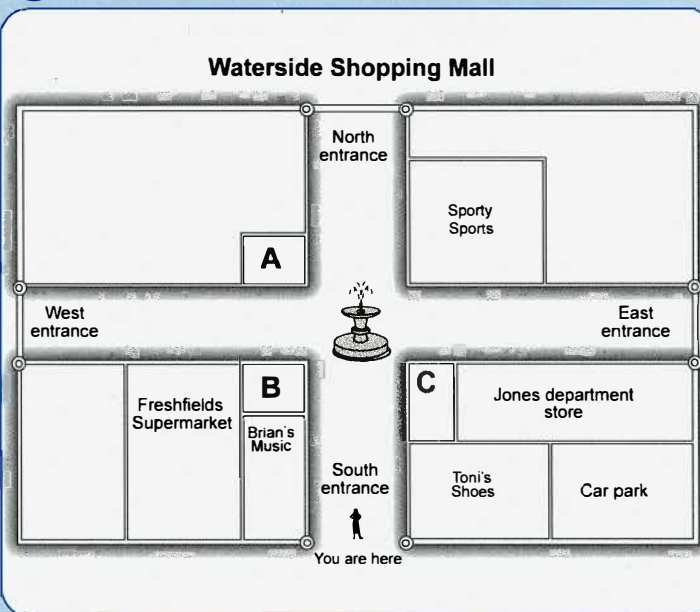 Waterside Shopping Mall
North
entrance
Sporty
Sports
A
West
entrance
East
entrance
Freshfields
Supermarket
B
Brian's
Music
C
Jones department
store
South
entrance
Toni's
Shoes
Car park
You are here